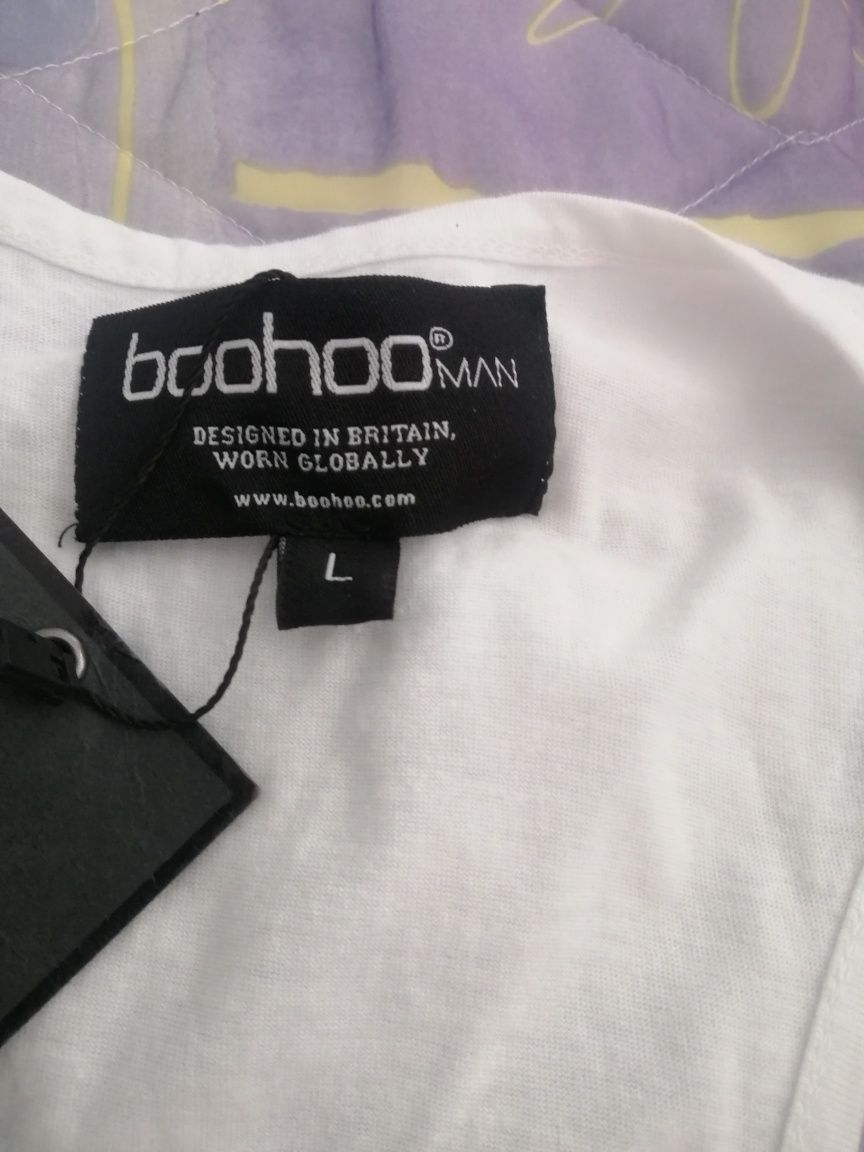 boohoo® MAN
DESIGNED IN BRITAIN,
WORN GLOBALLY
www.boohoo.com
L